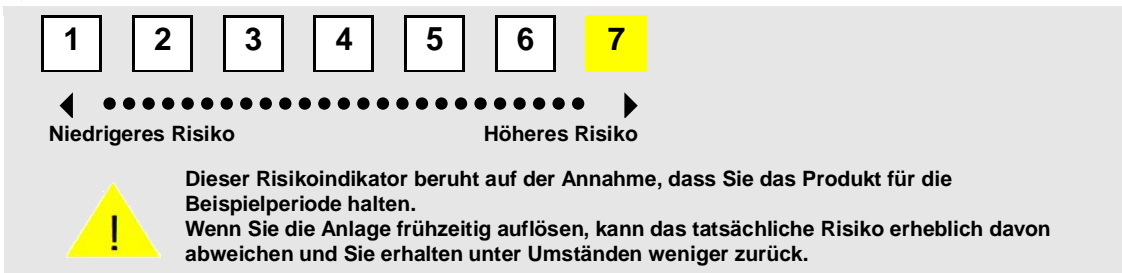 1 2 3 4 5 6 7
Niedrigeres Risiko Höheres Risiko
Dieser Risikoindikator beruht auf der Annahme, dass Sie das Produkt für die
Beispielperiode halten.
Wenn Sie die Anlage frühzeitig auflösen, kann das tatsächliche Risiko erheblich davon
abweichen und Sie erhalten unter Umständen weniger zurück.
!